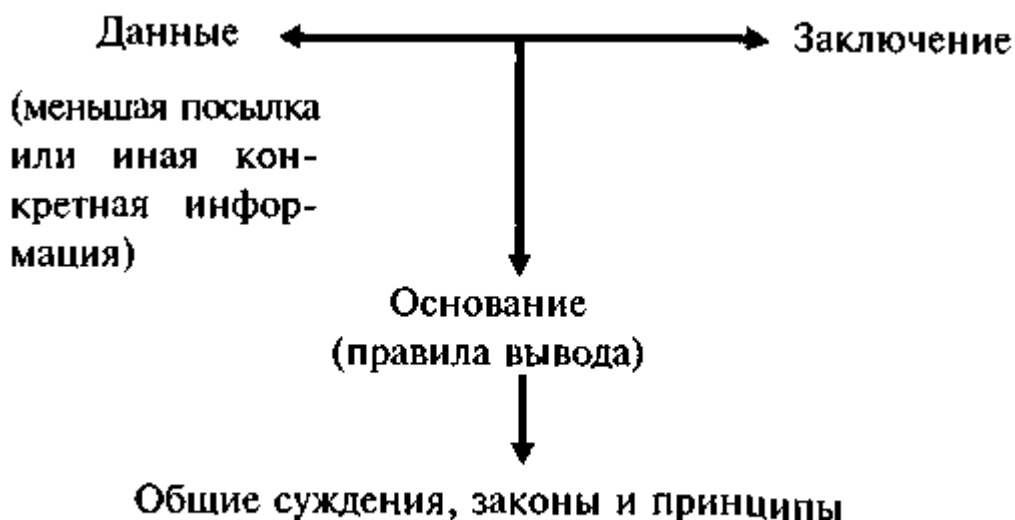 Данные
Заключение
(меньшая посылка
или иная кон-
кретная инфор-
мация)
Основание
(правила вывода)
Общие суждения, законы и принципы